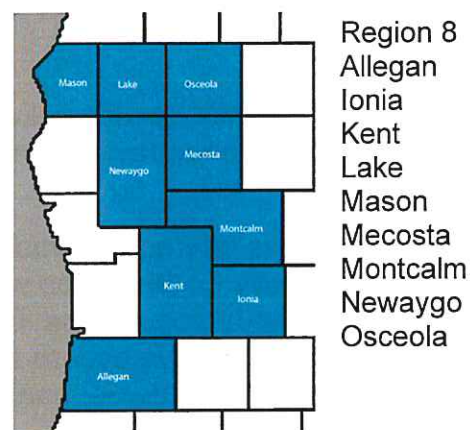 Mason
Lake
Osceola
Newaygo
Mecosta
Montcalm
Kent
Ionia
Allegan
Region 8
Allegan
Ionia
Kent
Lake
Mason
Mecosta
Montcalm
Newaygo
Osceola